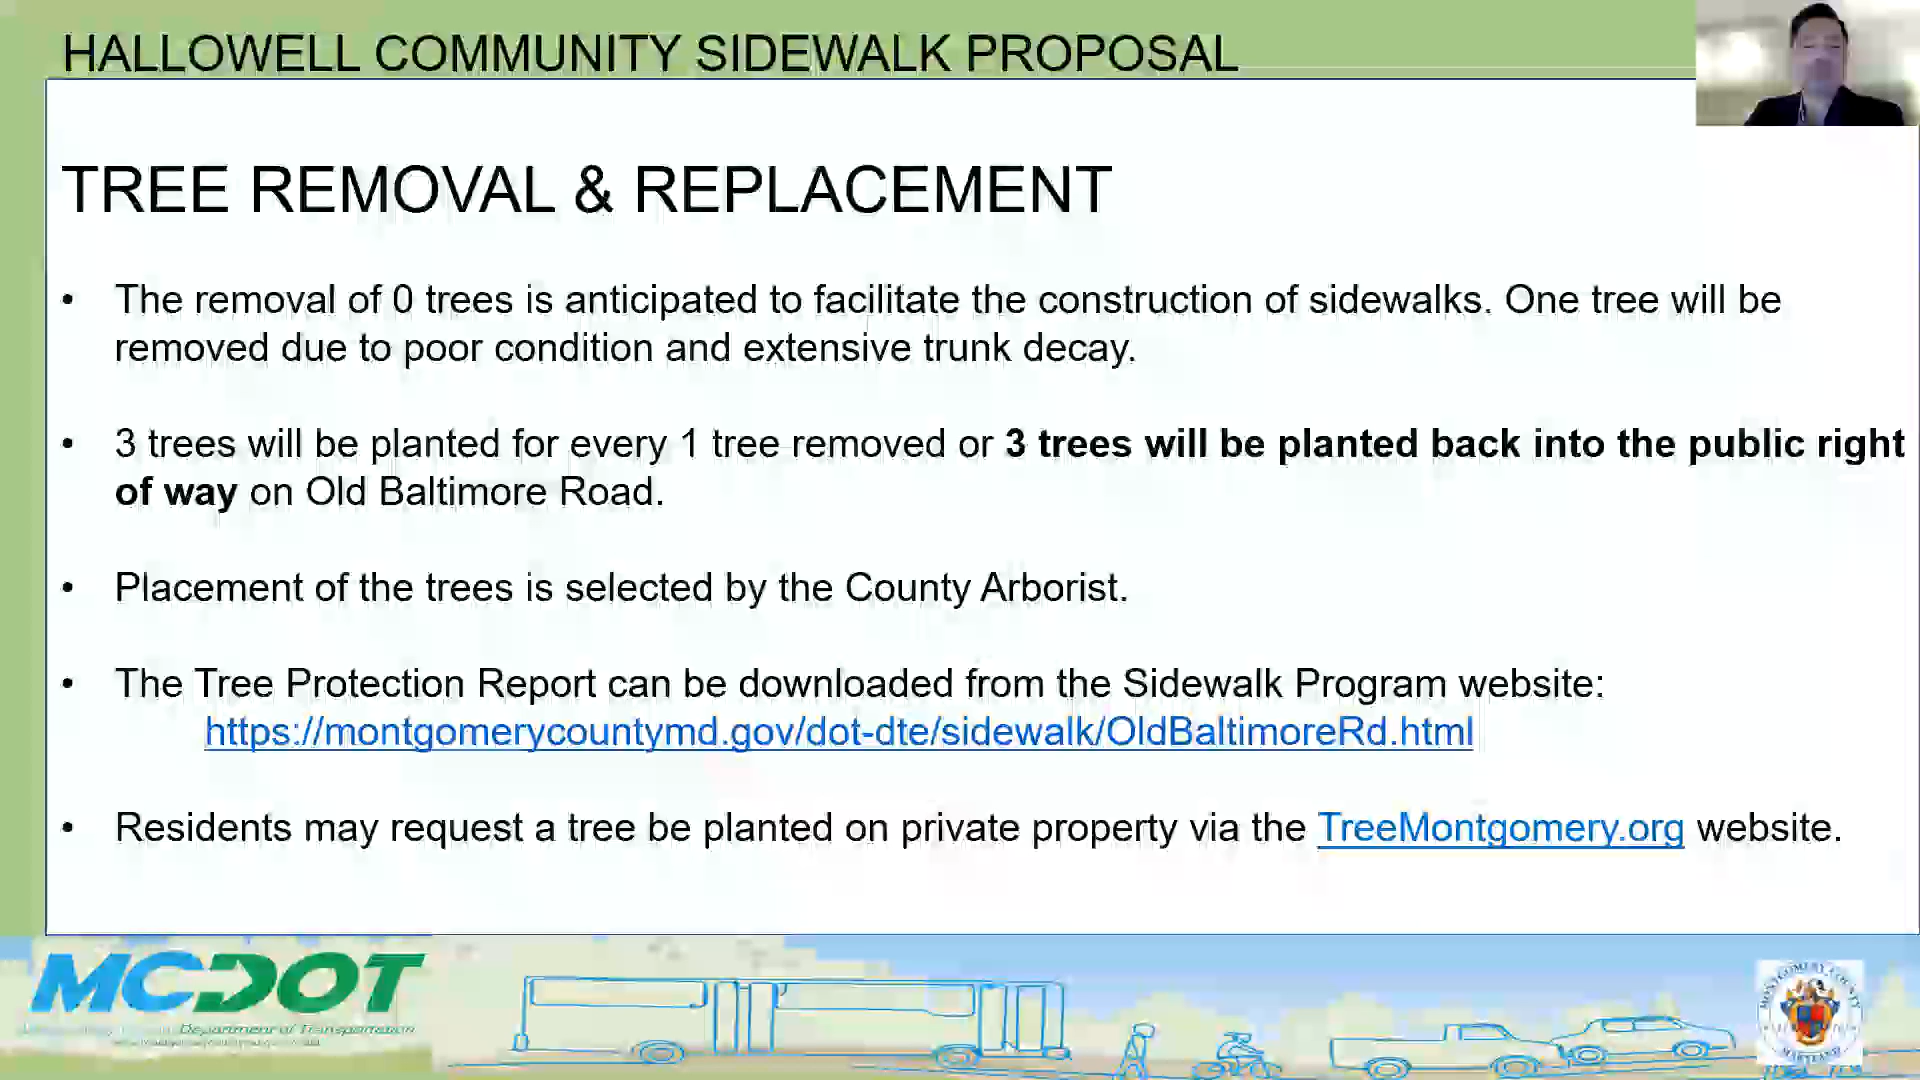 HALLOWELL COMMUNITY SIDEWALK PROPOSAL
TREE REMOVAL & REPLACEMENT
• The removal of 0 trees is anticipated to facilitate the construction of sidewalks. One tree will be
removed due to poor condition and extensive trunk decay.
• 3 trees will be planted for every 1 tree removed or 3 trees will be planted back into the public right
of way on Old Baltimore Road.
• Placement of the trees is selected by the County Arborist.
• The Tree Protection Report can be downloaded from the Sidewalk Program website:
https://montgomerycountymd.gov/dot-dte/sidewalk/OldBaltimoreRd.html
• Residents may request a tree be planted on private property via the TreeMontgomery.org website.
MCDOT
Department of Transportation
MONTGOMERY COUNTY
MARYLAND